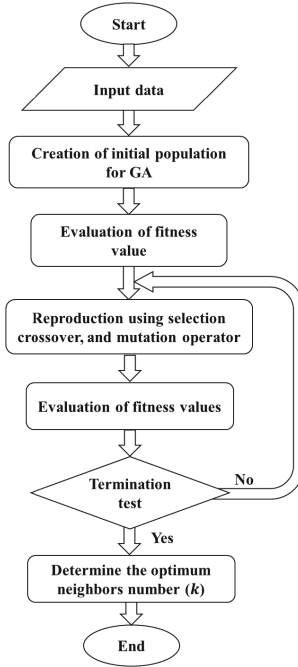 Start
Input data
Creation of initial population
for GA
Evaluation of fitness
value
Reproduction using selection
crossover, and mutation operator
Evaluation of fitness values
Termination
test
No
Yes
Determine the optimum
neighbors number (k)
End